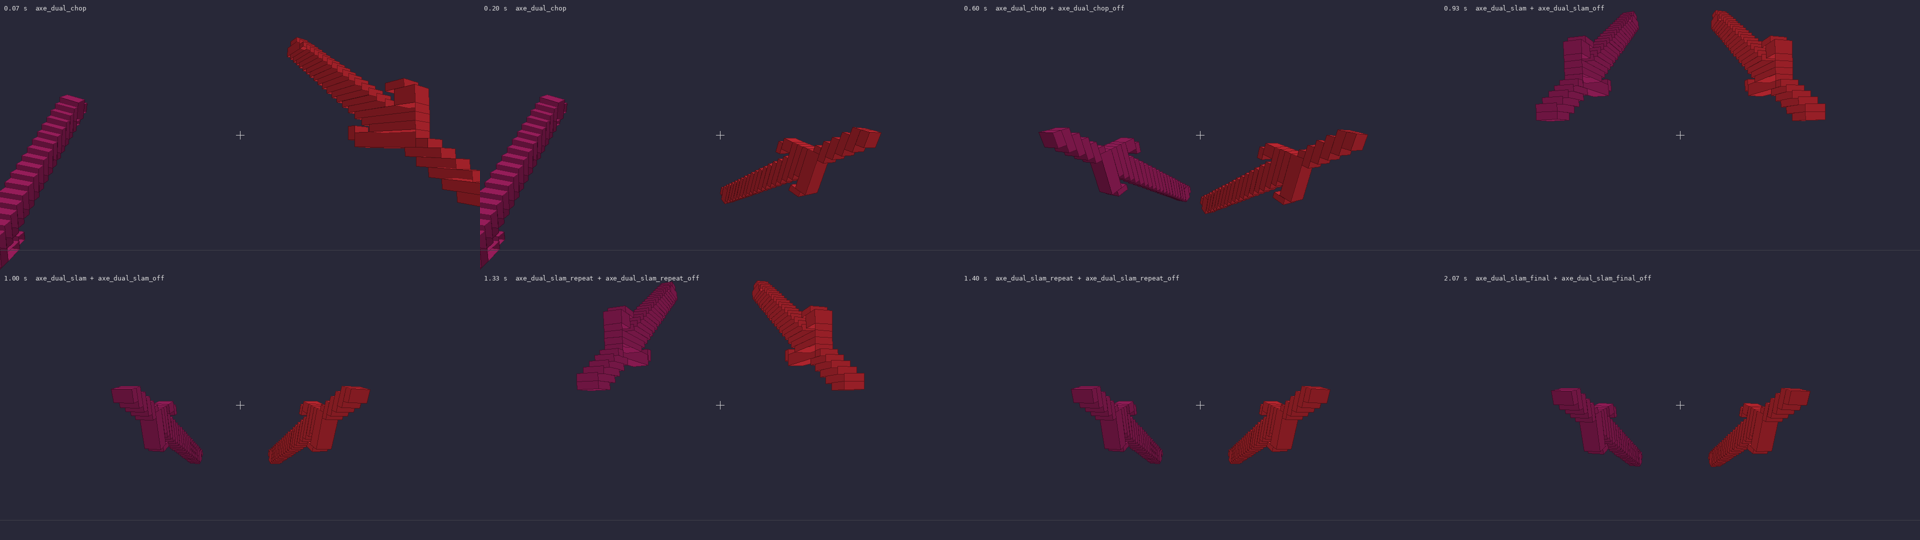 0.07 s  axe_dual_chop
0.20 s  axe_dual_chop
0.60 s  axe_dual_chop + axe_dual_chop_off
0.93 s  axe_dual_slam + axe_dual_slam_off
1.00 s  axe_dual_slam + axe_dual_slam_off
1.33 s  axe_dual_slam_repeat + axe_dual_slam_repeat_off
1.40 s  axe_dual_slam_repeat + axe_dual_slam_repeat_off
2.07 s  axe_dual_slam_final + axe_dual_slam_final_off